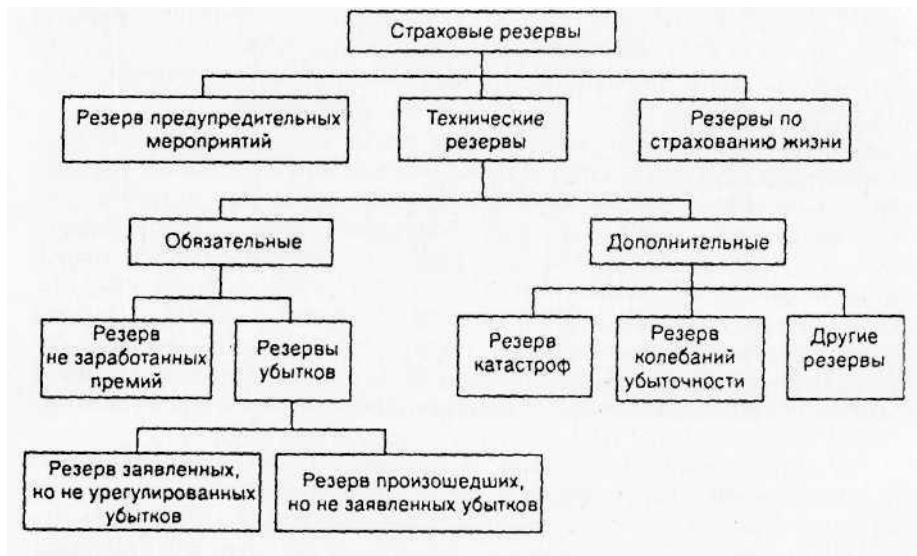 Страховые резервы
Резерв предупредительных
мероприятий
Технические
резервы
Резервы по
страхованию жизни
Обязательные
Дополнительные
Резерв
не заработанных
премий
Резервы
убытков
Резерв
катастроф
Резерв
колебаний
убыточности
Другие
резервы
Резерв заявленных,
но не урегулированных
убытков
Резерв произошедших,
но не заявленных убытков